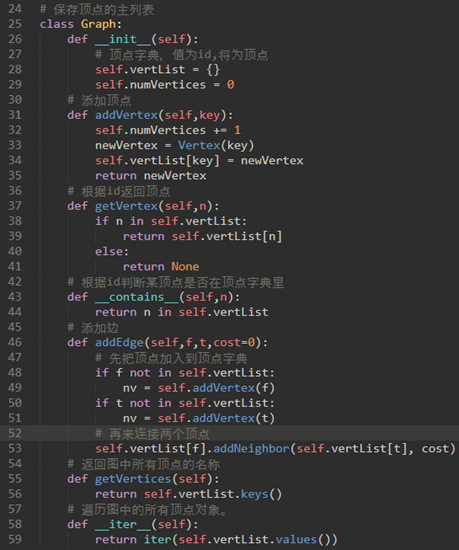 24 # 保存顶点的主列表
25 class Graph:
26     def __init__(self):
27         # 顶点字典, 值为id,将为顶点
28         self.vertList = {}
29         self.numVertices = 0
30     # 添加顶点
31     def addVertex(self,key):
32         self.numVertices += 1
33         newVertex = Vertex(key)
34         self.vertList[key] = newVertex
35         return newVertex
36     # 根据id返回顶点
37     def getVertex(self,n):
38         if n in self.vertList:
39             return self.vertList[n]
40         else:
41             return None
42     # 根据id判断某顶点是否在顶点字典里
43     def __contains__(self,n):
44         return n in self.vertList
45     # 添加边
46     def addEdge(self,f,t,cost=0):
47         # 先把顶点加入到顶点字典
48         if f not in self.vertList:
49             nv = self.addVertex(f)
50         if t not in self.vertList:
51             nv = self.addVertex(t)
52         # 再来连接两个顶点
53         self.vertList[f].addNeighbor(self.vertList[t], cost)
54     # 返回图中所有顶点的名称
55     def getVertices(self):
56         return self.vertList.keys()
57     # 遍历图中的所有顶点对象。
58     def __iter__(self):
59         return iter(self.vertList.values())